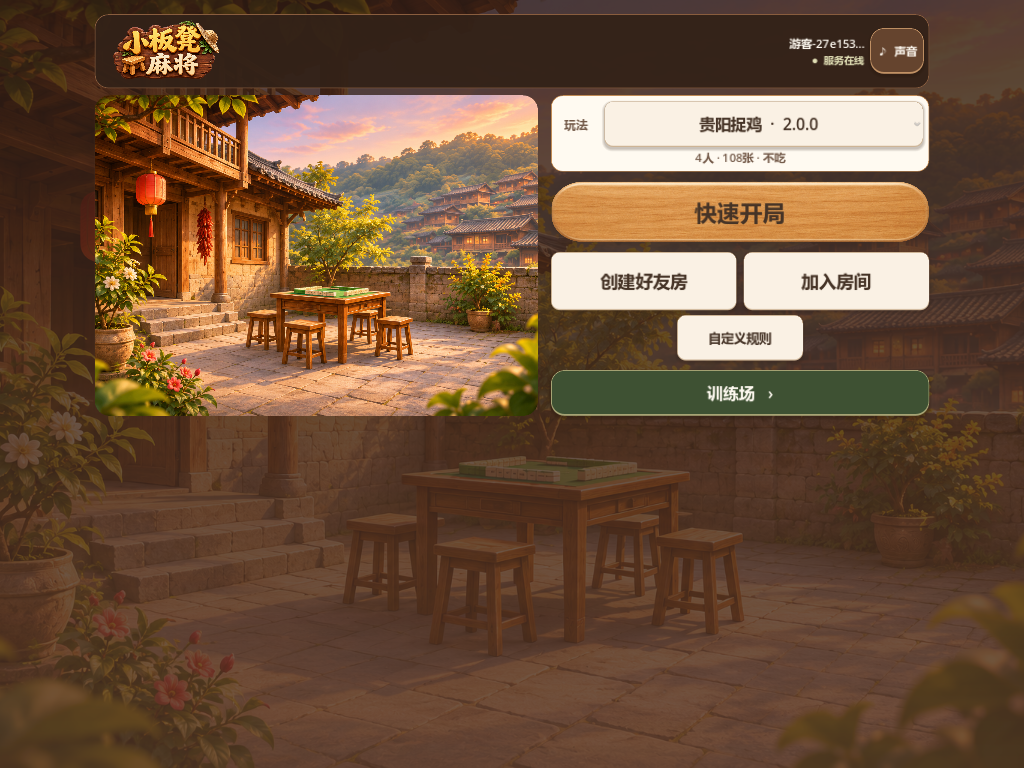 小板凳
麻将
游客-27e153...
● 服务在线
♪ 声音
玩法
贵阳捉鸡 · 2.0.0
4人 · 108张 · 不吃
快速开局
创建好友房
加入房间
自定义规则
训练场 ›